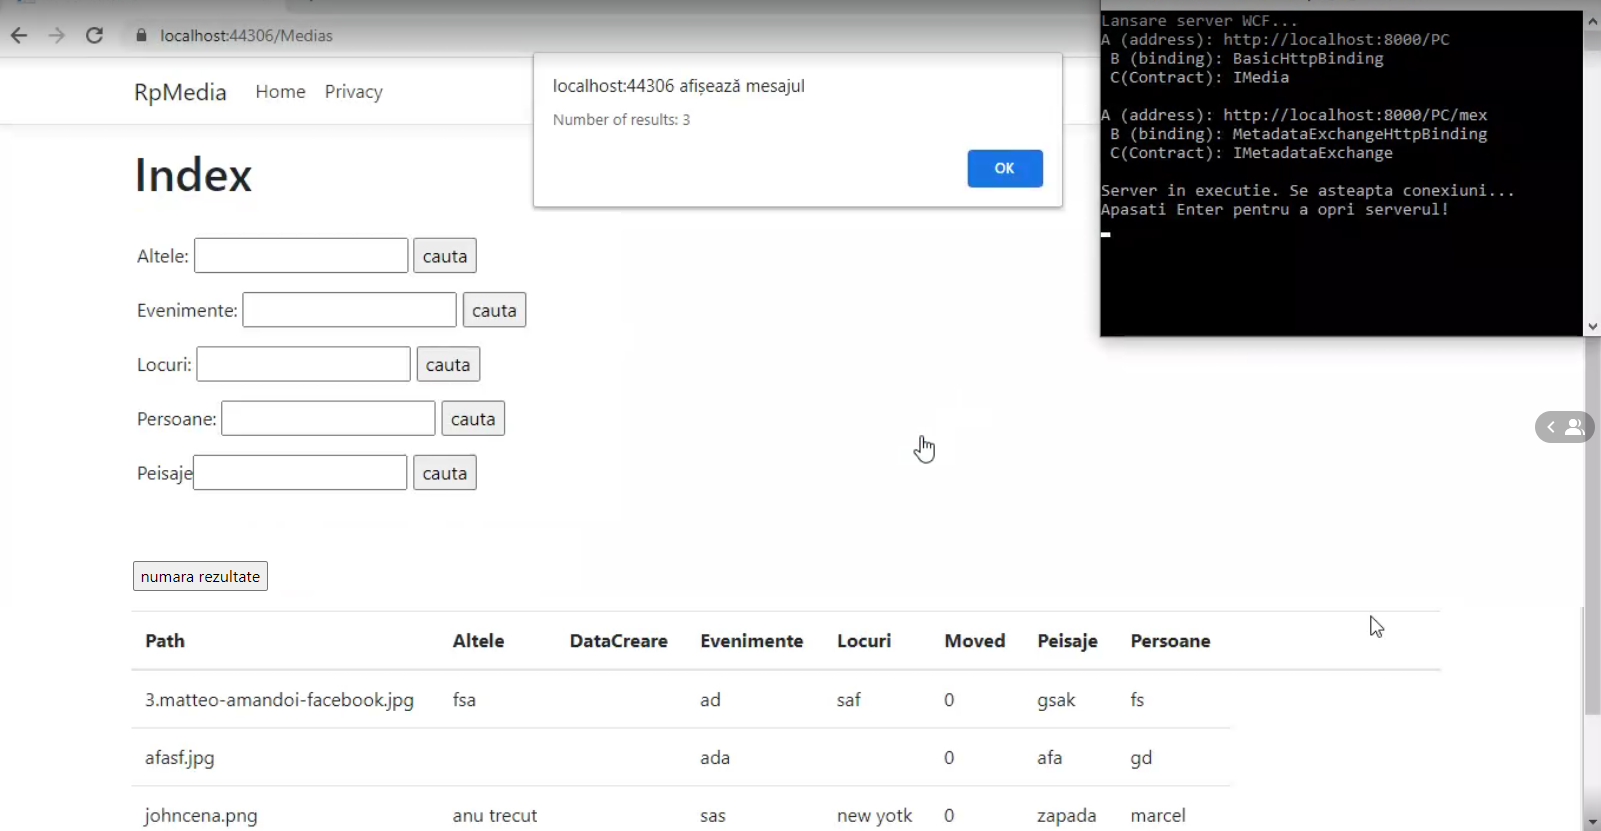 localhost:44306/Medias
RpMedia Home Privacy
localhost:44306 afișează mesajul
Number of results: 3
OK
Lansare server WCF...
A (address): http://localhost:8000/PC
B (binding): BasicHttpBinding
C(Contract): IMedia
A (address): http://localhost:8000/PC/mex
B (binding): MetadataExchangeHttpBinding
C(Contract): IMetadataExchange
Server in executie. Se asteapta conexiuni...
Apasati Enter pentru a opri serverul!
Index
Altele: cauta
Evenimente: cauta
Locuri: cauta
Persoane: cauta
Peisaje cauta
numara rezultate
Path Altele DataCreare Evenimente Locuri Moved Peisaje Persoane
3.matteo-amandoi-facebook.jpg fsa ad saf 0 gsak fs
afasf.jpg ada 0 afa gd
johncena.png anu trecut sas new yotk 0 zapada marcel